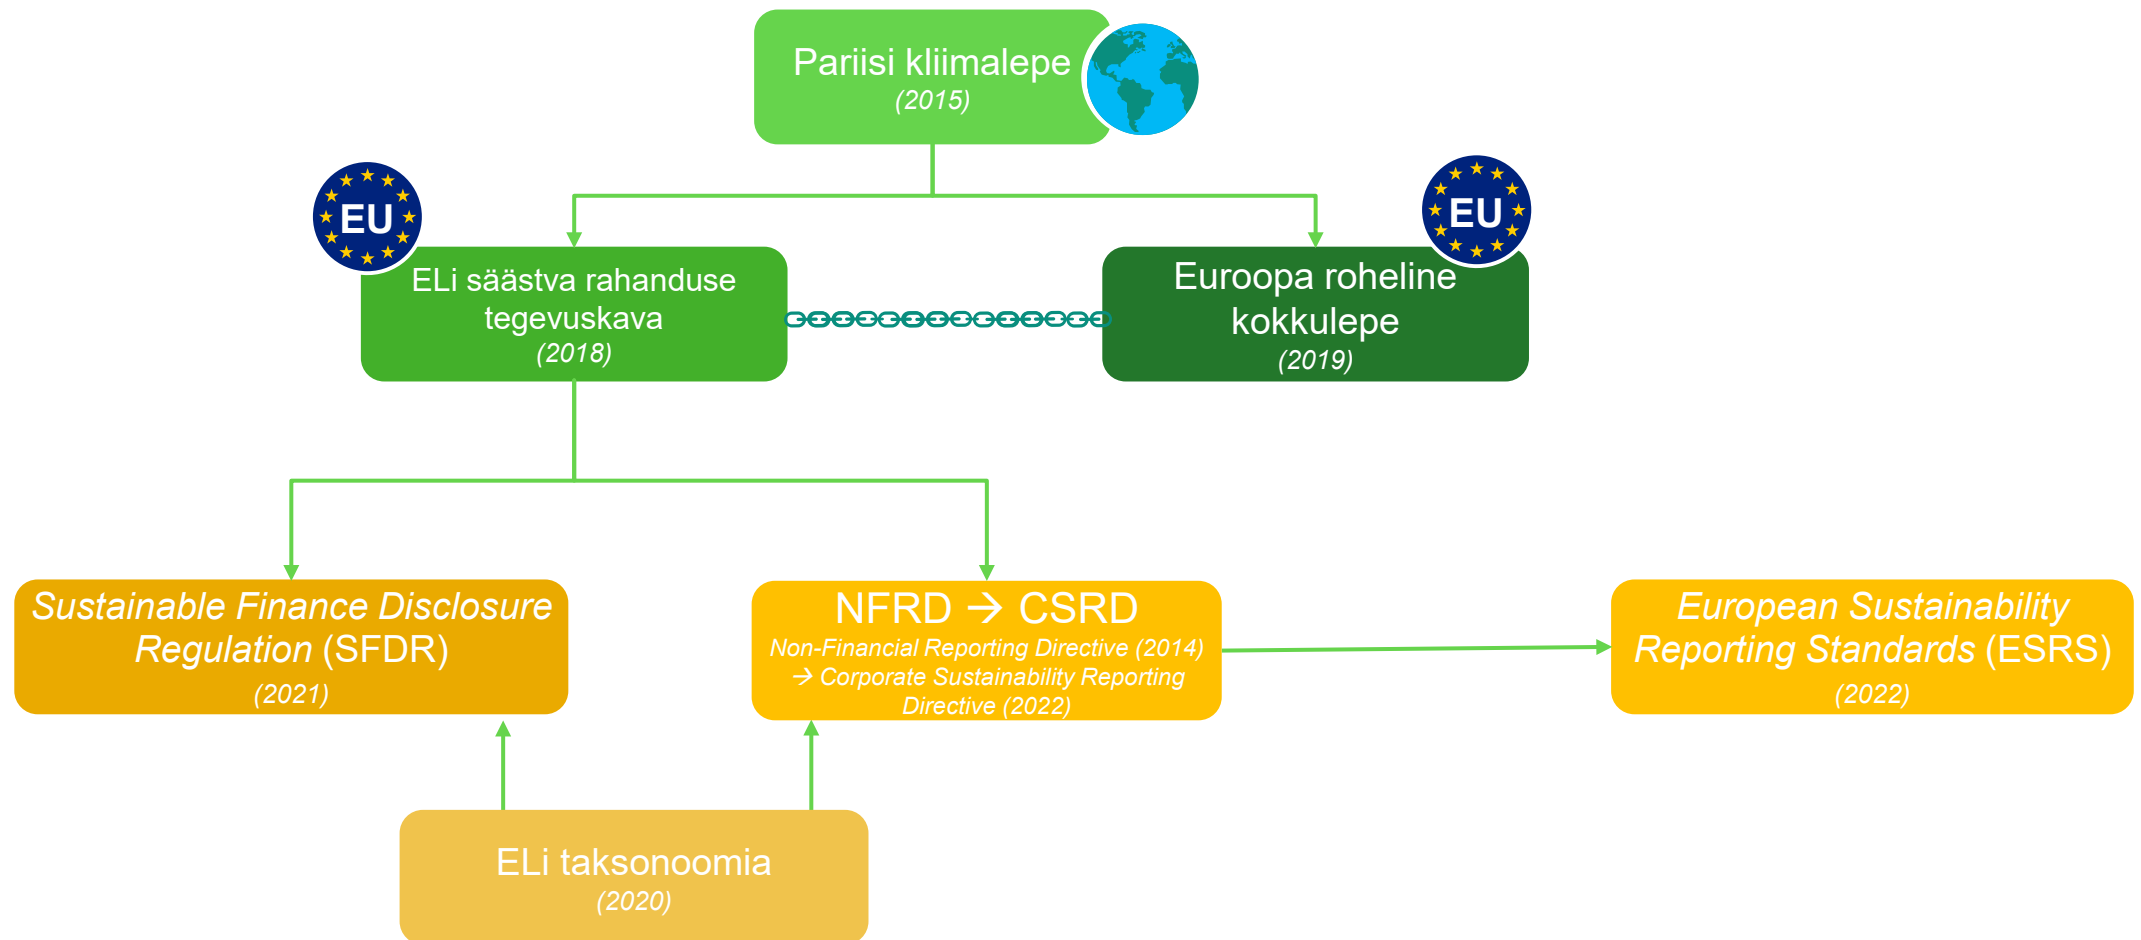 Pariisi kliimalepe
(2015)
EU
EU
ELi säästva rahanduse
tegevuskava
(2018)
Euroopa roheline
kokkulepe
(2019)
Sustainable Finance Disclosure
Regulation (SFDR)
(2021)
NFRD → CSRD
Non-Financial Reporting Directive (2014)
→ Corporate Sustainability Reporting
Directive (2022)
European Sustainability
Reporting Standards (ESRS)
(2022)
ELi taksonoomia
(2020)